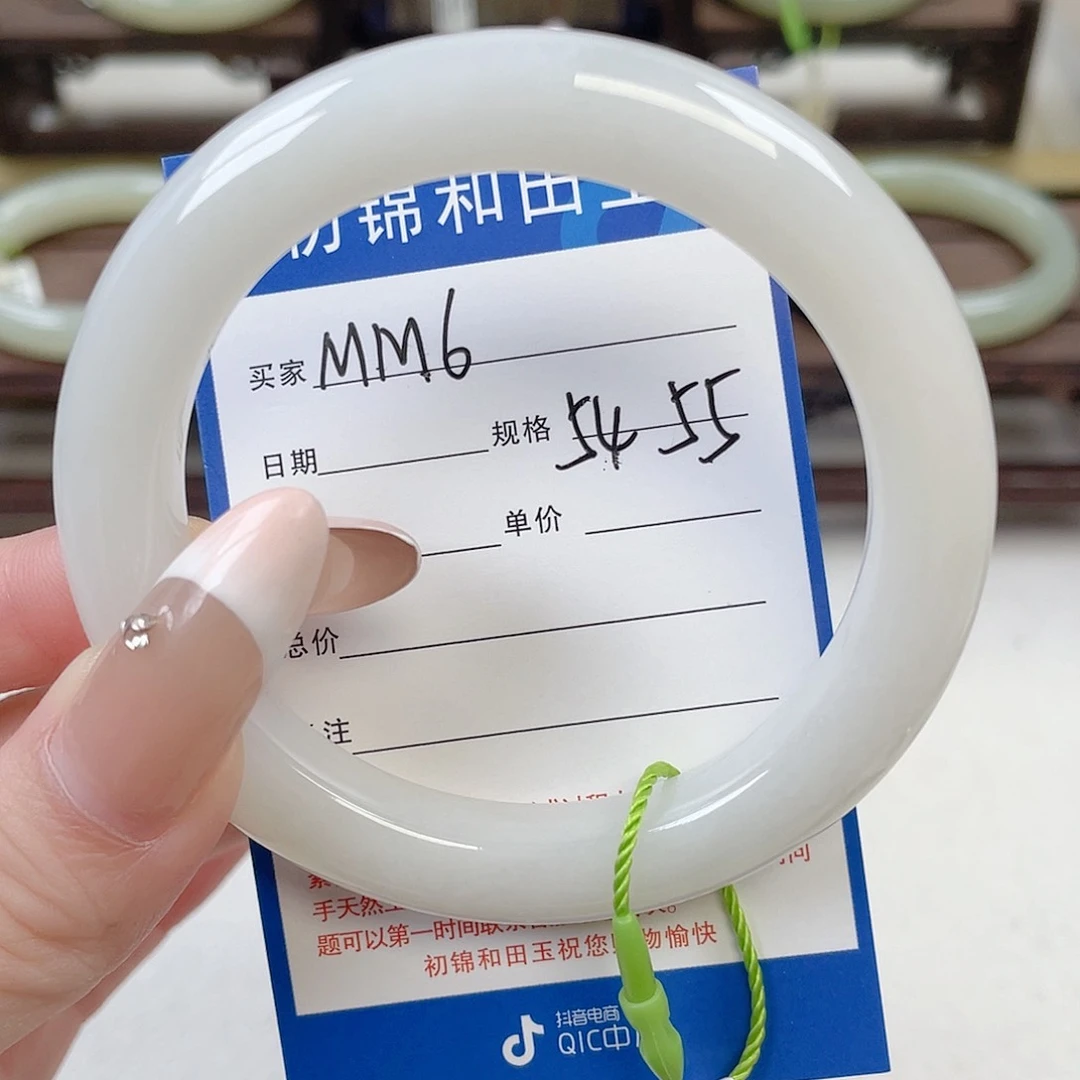 初锦和田玉
买家 MM6
日期 规格 54 55
单价
总价
注
手天然
题可以第一时间联系
初锦和田玉祝您 物愉快
抖音电商
QIC中